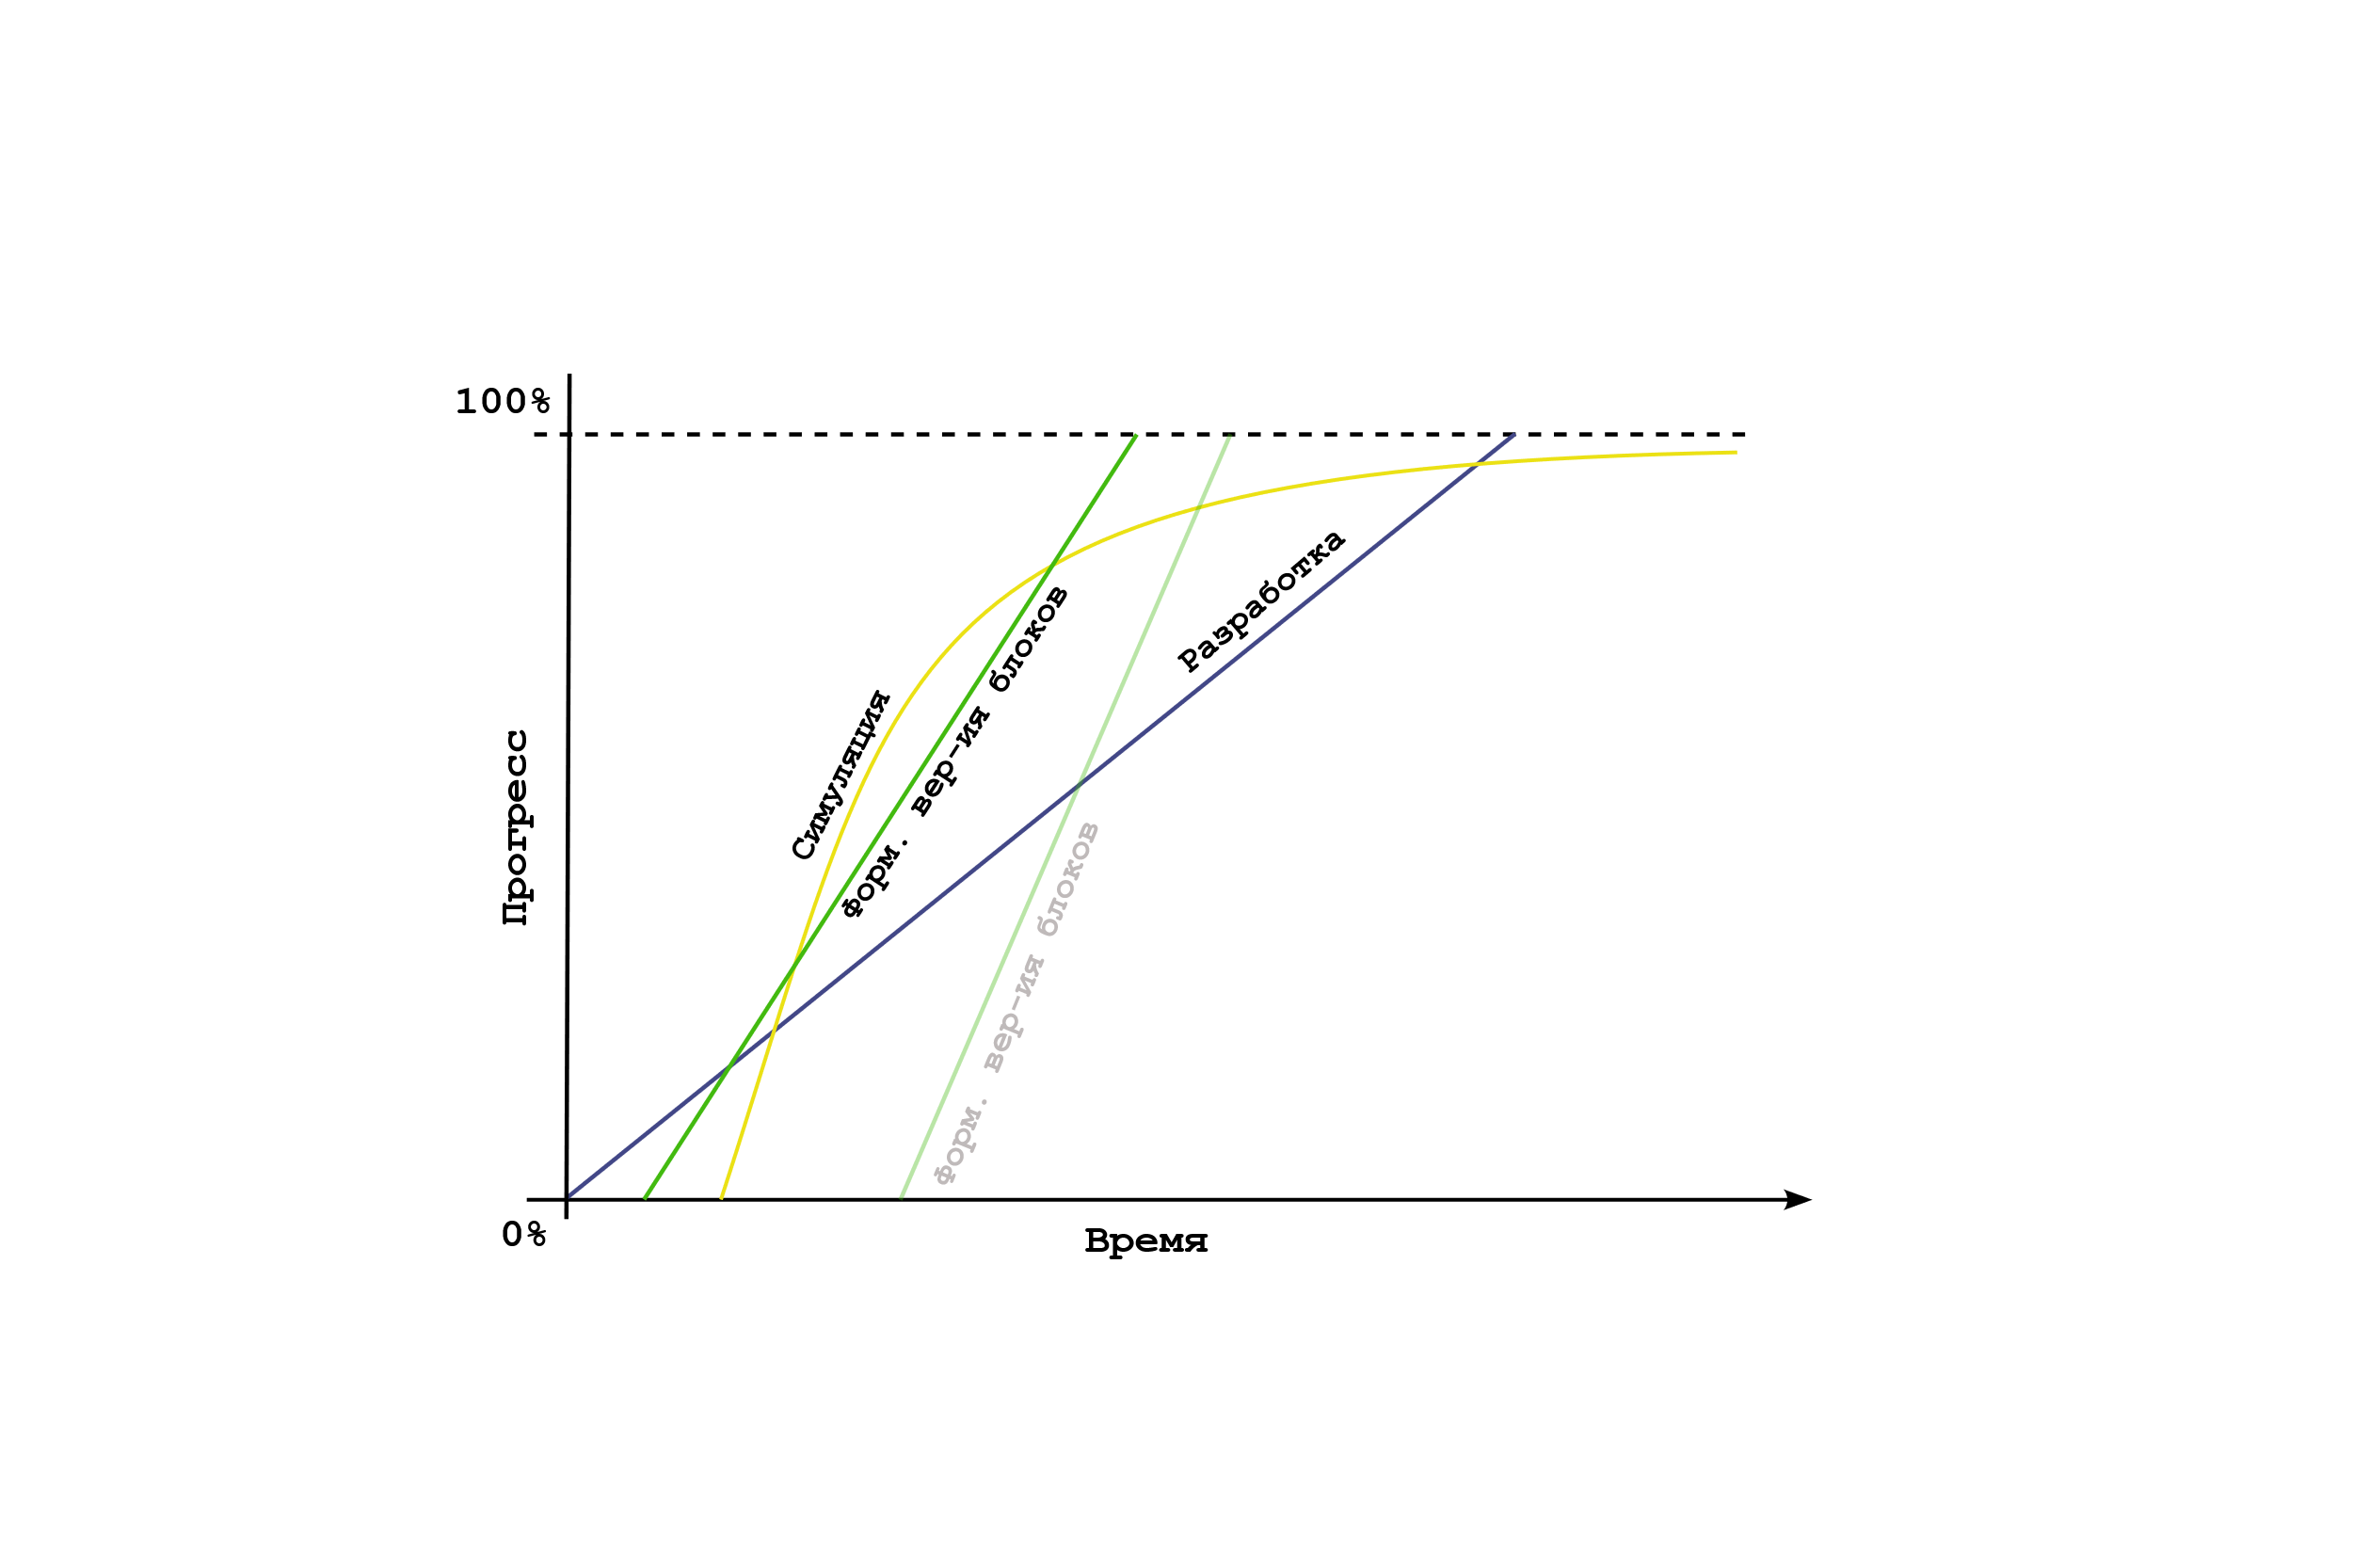 100%
Прогресс
Симуляция
Форм. вер-ия блоков
Разработка
Форм. вер-ия блоков
0%
Время